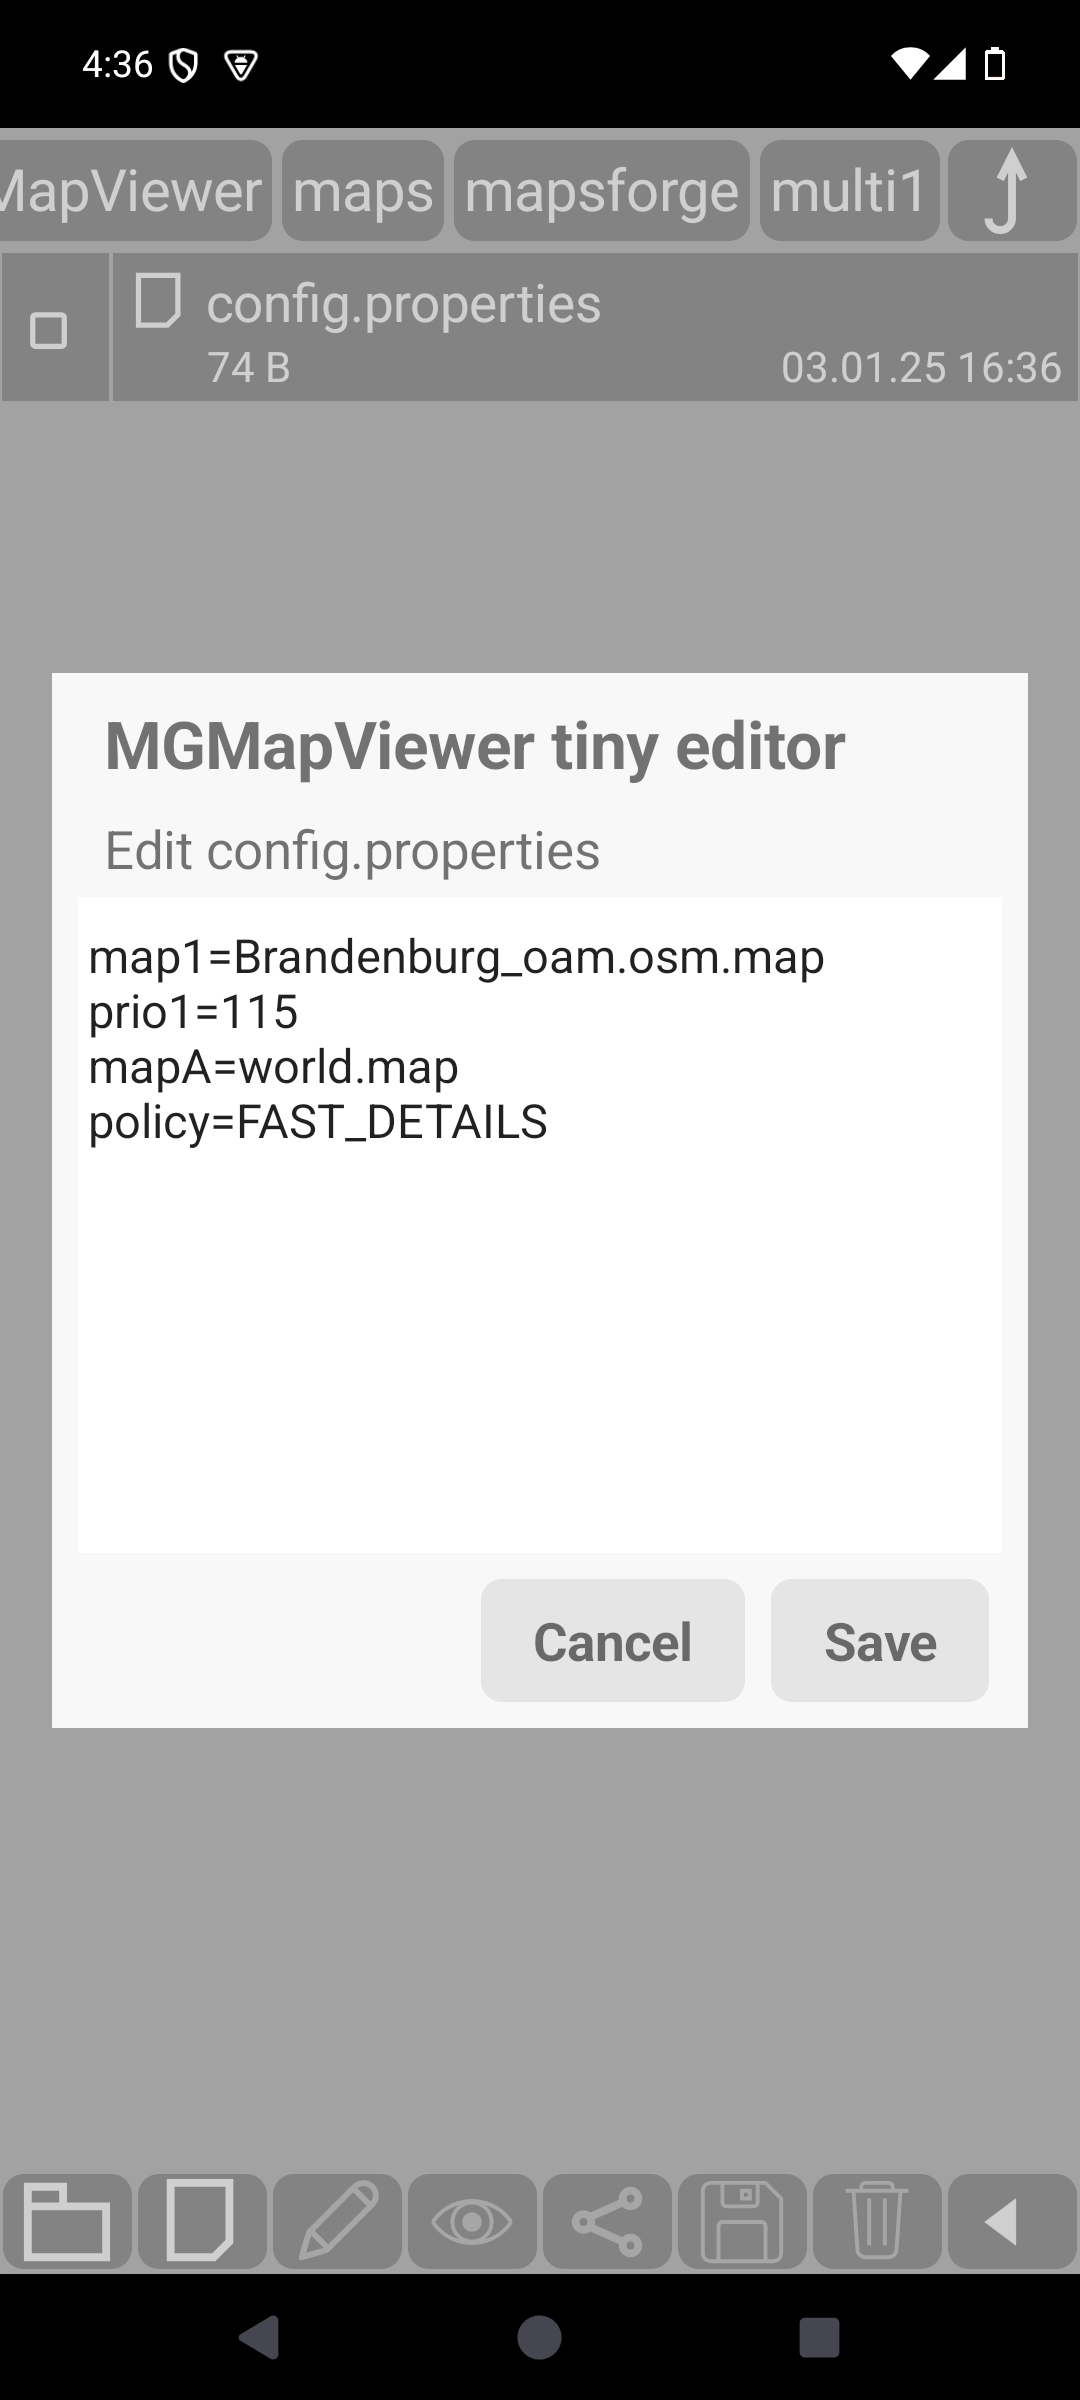 4:36
MapViewer maps mapsforge multi1
config.properties
74 B 03.01.25 16:36
MGMapViewer tiny editor
Edit config.properties
map1=Brandenburg_oam.osm.map
prio1=115
mapA=world.map
policy=FAST_DETAILS
Cancel Save